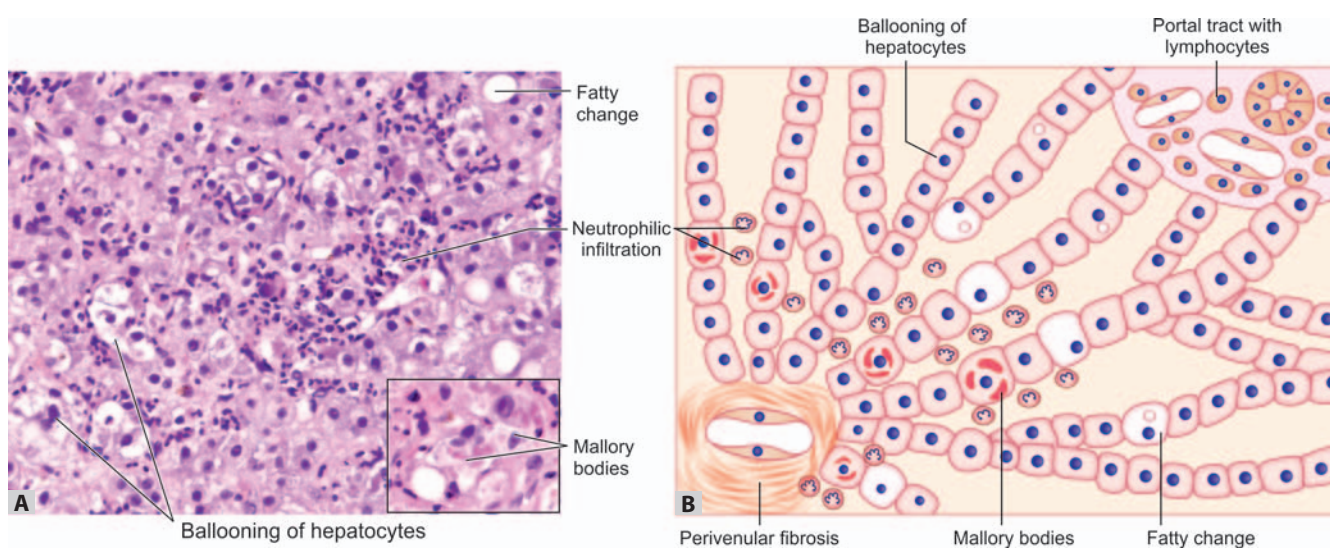 Ballooning of
hepatocytes
Portal tract with
lymphocytes
Fatty
change
Neutrophilic
infiltration
Mallory
bodies
A
B
Ballooning of hepatocytes
Perivenular fibrosis
Mallory bodies
Fatty change